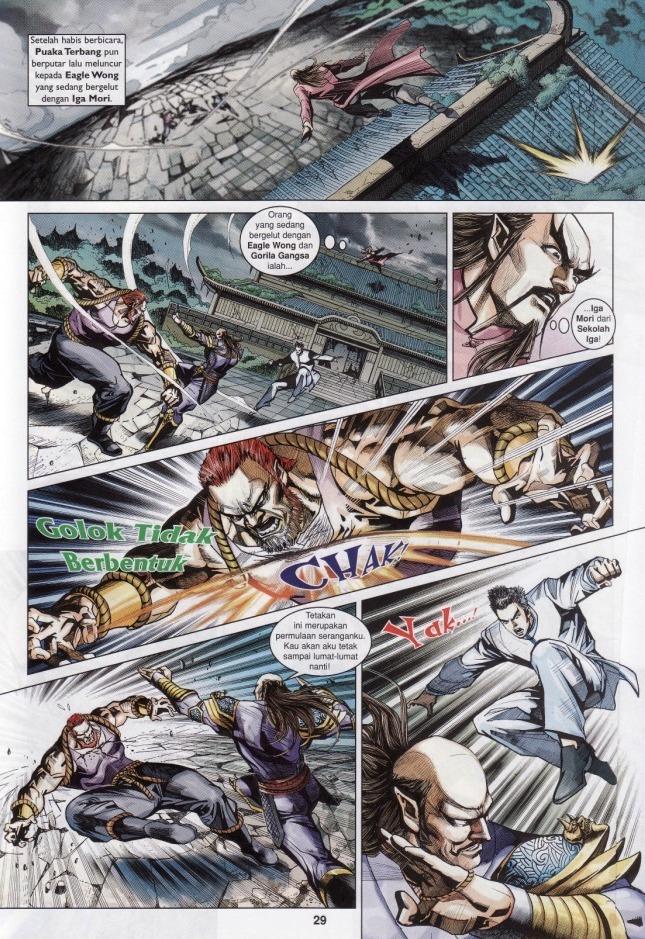 Setelah habis berbicara,
Puaka Terbang pun
berputar lalu meluncur
kepada Eagle Wong
yang sedang bergelut
dengan Iga Mori.
Orang
yang sedang
bergelut dengan
Eagle Wong dan
Gorila Gangsa
ialah...
...Iga
Mori dari
Sekolah
Iga!
Golok Tidak
Berbentuk
CHAK!
Tetakan
ini merupakan
permulaan seranganku.
Kau akan aku tetak
sampai lumat-lumat
nanti!
Yak....!
29